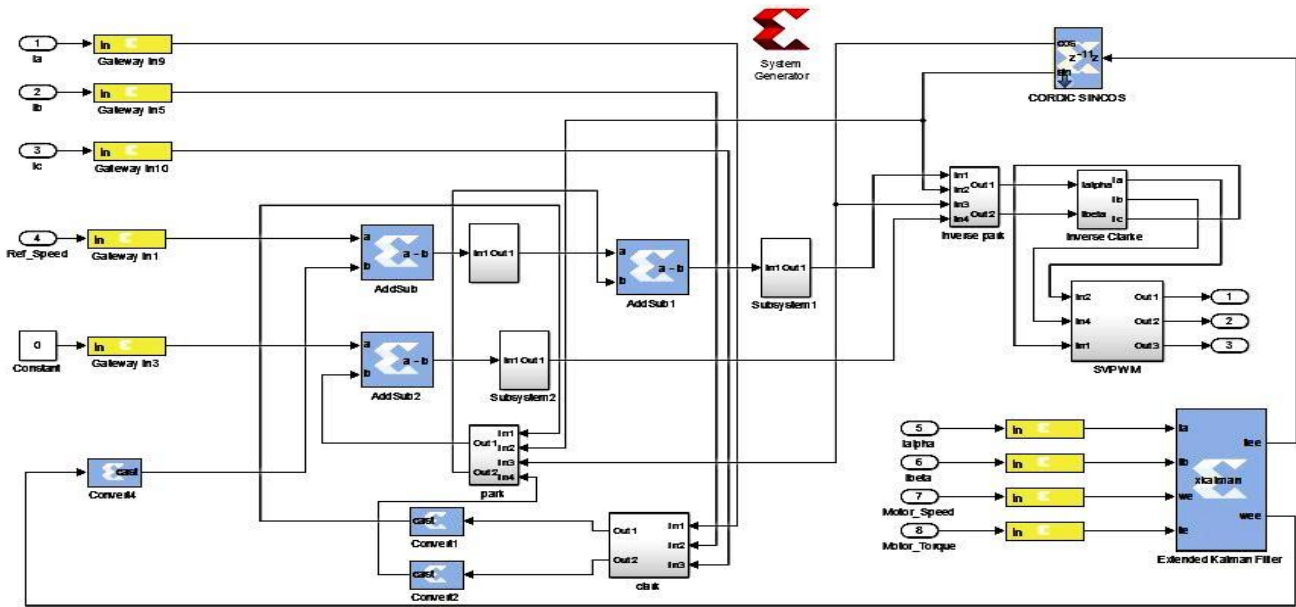 1
Ia
In
Gateway In9
2
Ib
In
Gateway In5
3
Ic
In
Gateway In10
4
Ref_Speed
In
Gateway In1
0
Constant
In
Gateway In3
cast
Convert4
System
Generator
cos
z -11 z
sin
CORDIC SINCOS
a
b
a - b
AddSub
In1 Out1
a
b
a - b
AddSub1
In1 Out1
Subsystem1
a
b
a - b
AddSub2
In1 Out1
Subsystem2
In1
In2
In3
In4
Out1
Out2
Inverse park
Ialpha
Ibeta
Ia
Ib
Ic
Inverse Clarke
In2
In4
In1
Out1
Out2
Out3
SVPWM
1
2
3
Out1
Out2
In1
In2
In3
In4
park
cast
Convert1
cast
Convert2
Out1
Out2
In1
In2
In3
clark
5
Ialpha
In
6
Ibeta
In
7
Motor_Speed
In
8
Motor_Torque
In
Ia
Ib
we
te
xkalman
tee
wee
Extended Kalman Filter